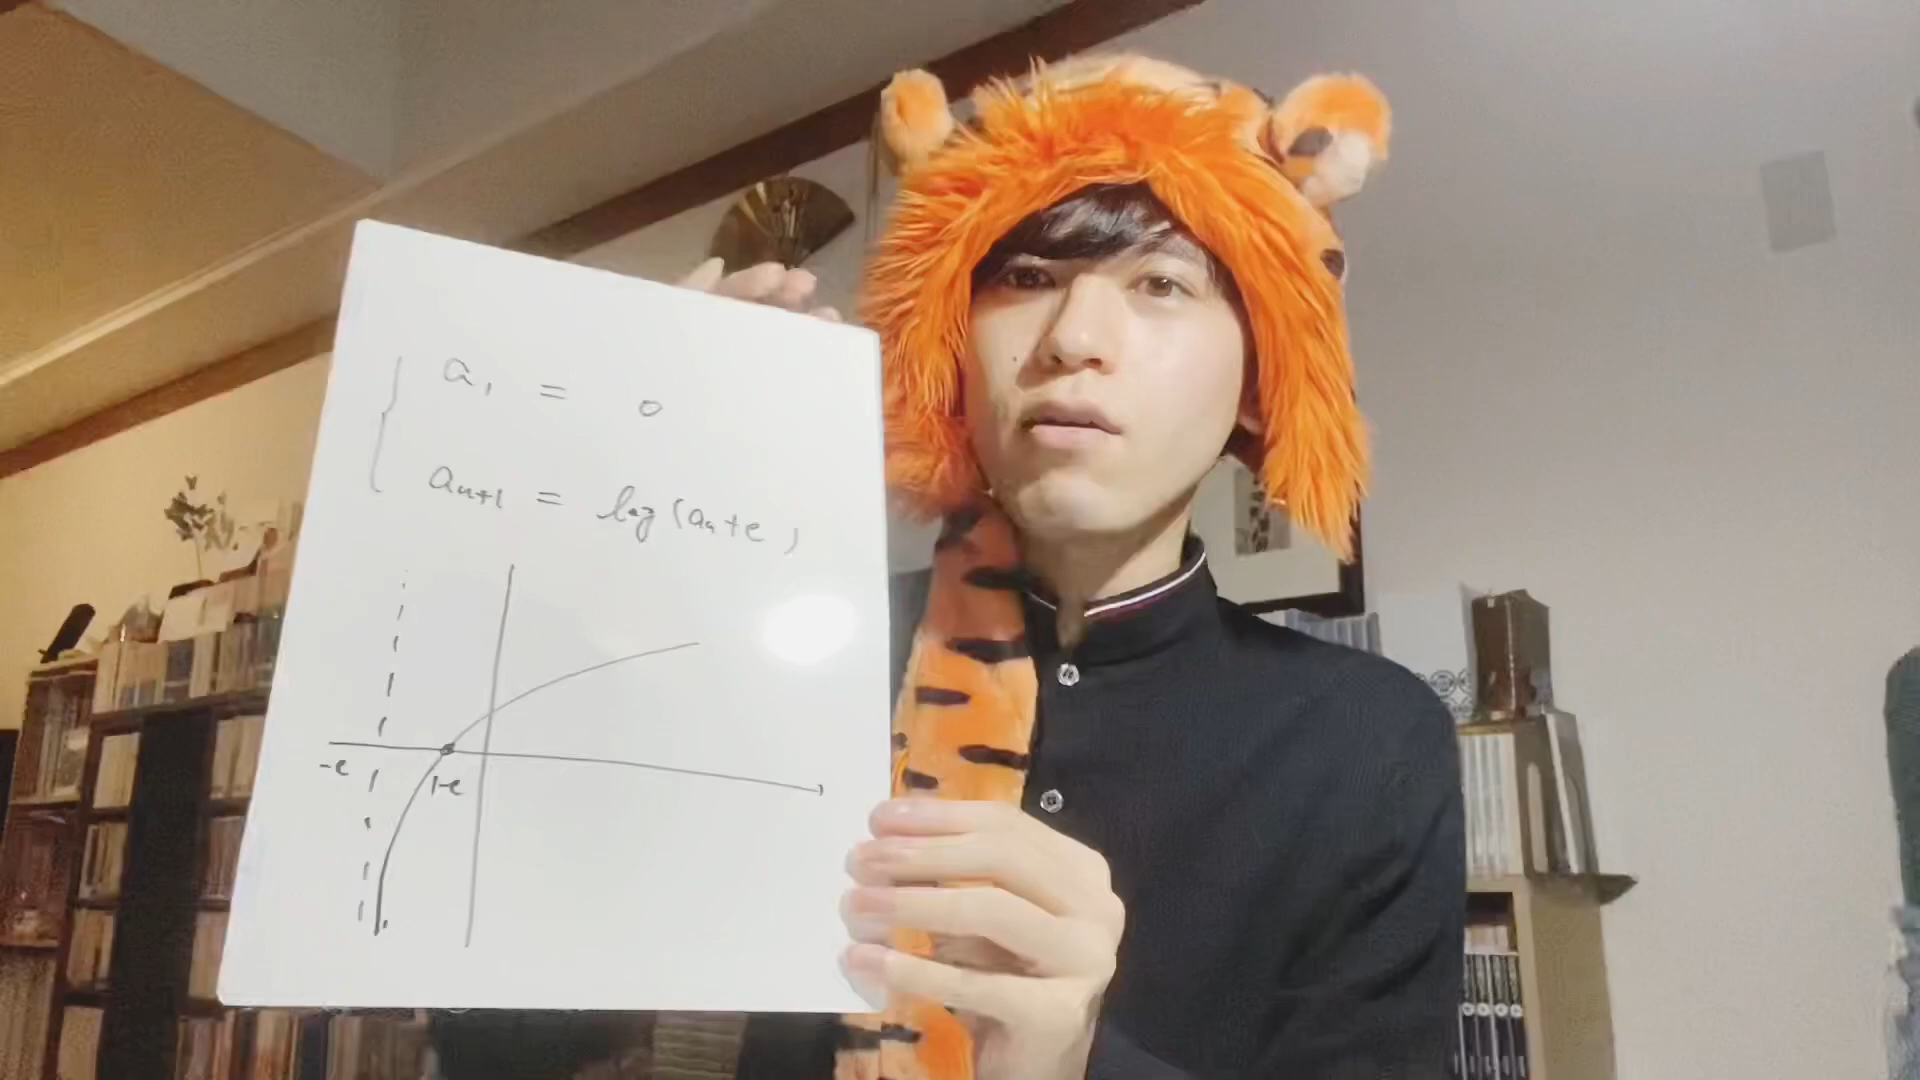 a₁ = 0
aₙ₊₁ = log(aₙ+e)
-e
1-e